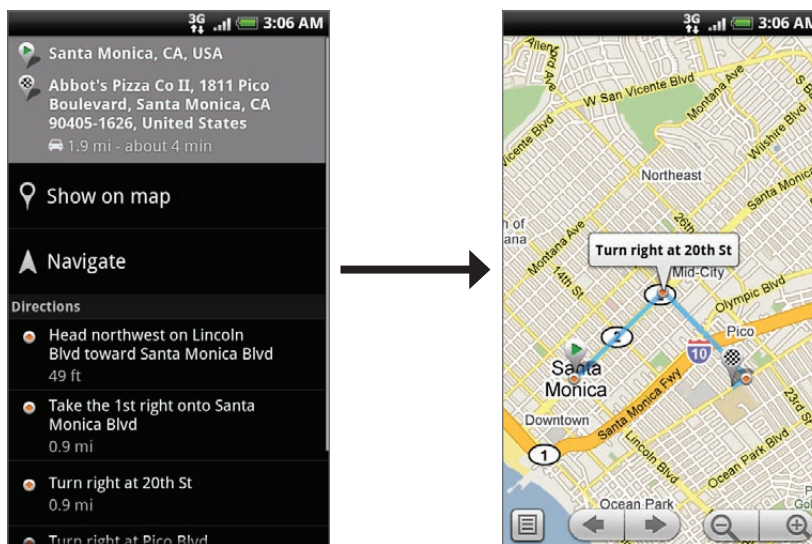 3G
3:06 AM
Santa Monica, CA, USA
Abbot's Pizza Co II, 1811 Pico
Boulevard, Santa Monica, CA
90405-1626, United States
1.9 mi - about 4 min
Show on map
Navigate
Directions
Head northwest on Lincoln
Blvd toward Santa Monica Blvd
49 ft
Take the 1st right onto Santa
Monica Blvd
0.9 mi
Turn right at 20th St
0.9 mi
Turn right at Pico Blvd
3G
3:06 AM
W San Vicente Blvd
Montana Ave
Wilshire Blvd
Northeast
Santa Monica
26th
Montana Ave
14th St
Turn right at 20th St
Mid-City
2
Olympic Blvd
Pico
10
Santa
Monica
Santa Monica Fwy
23rd St
Downtown
1
Lincoln Blvd
Ocean Park Blvd
Ocean Park